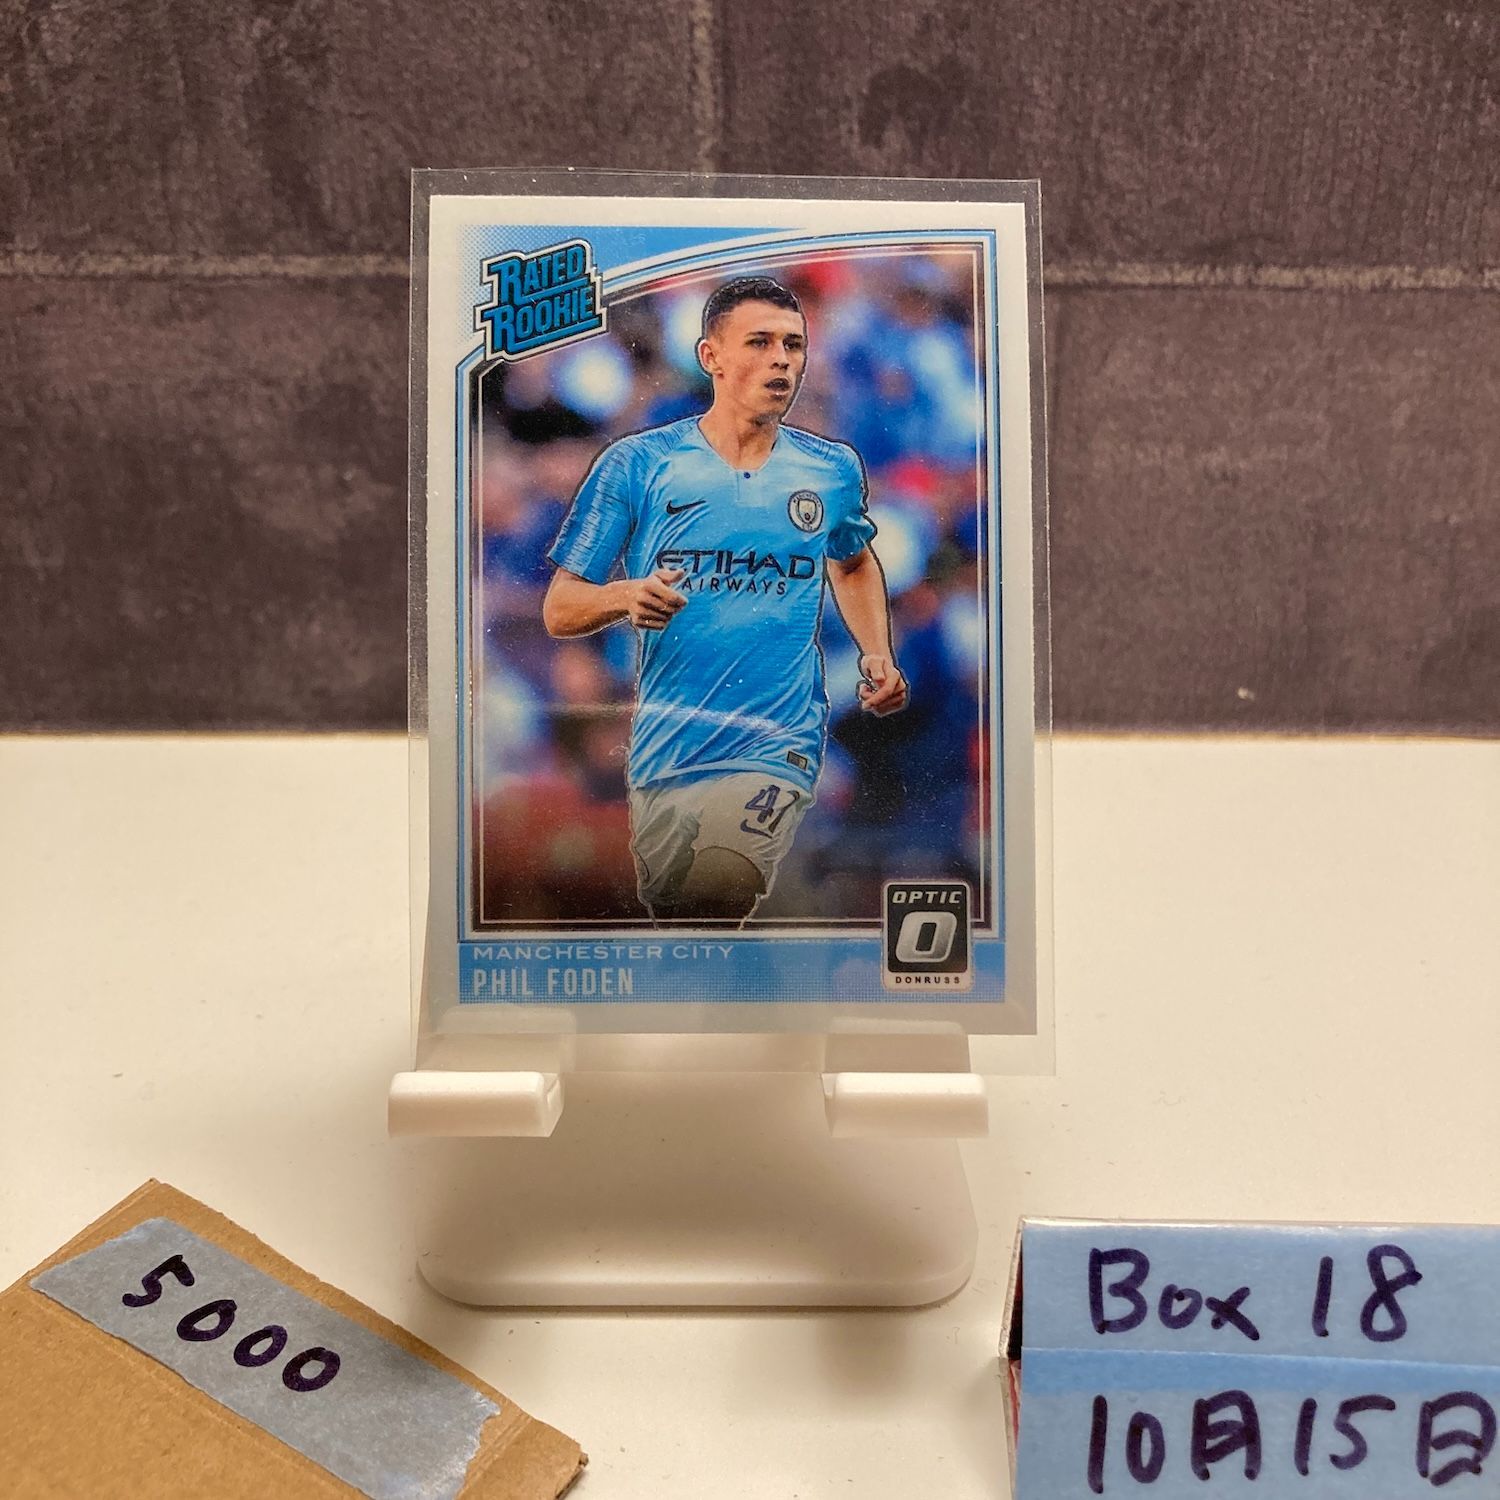 RATED
ROOKIE
ETIHAD
AIRWAYS
47
OPTIC
O
DONRUSS
MANCHESTER CITY
PHIL FODEN
5000
Box 18
10月15日